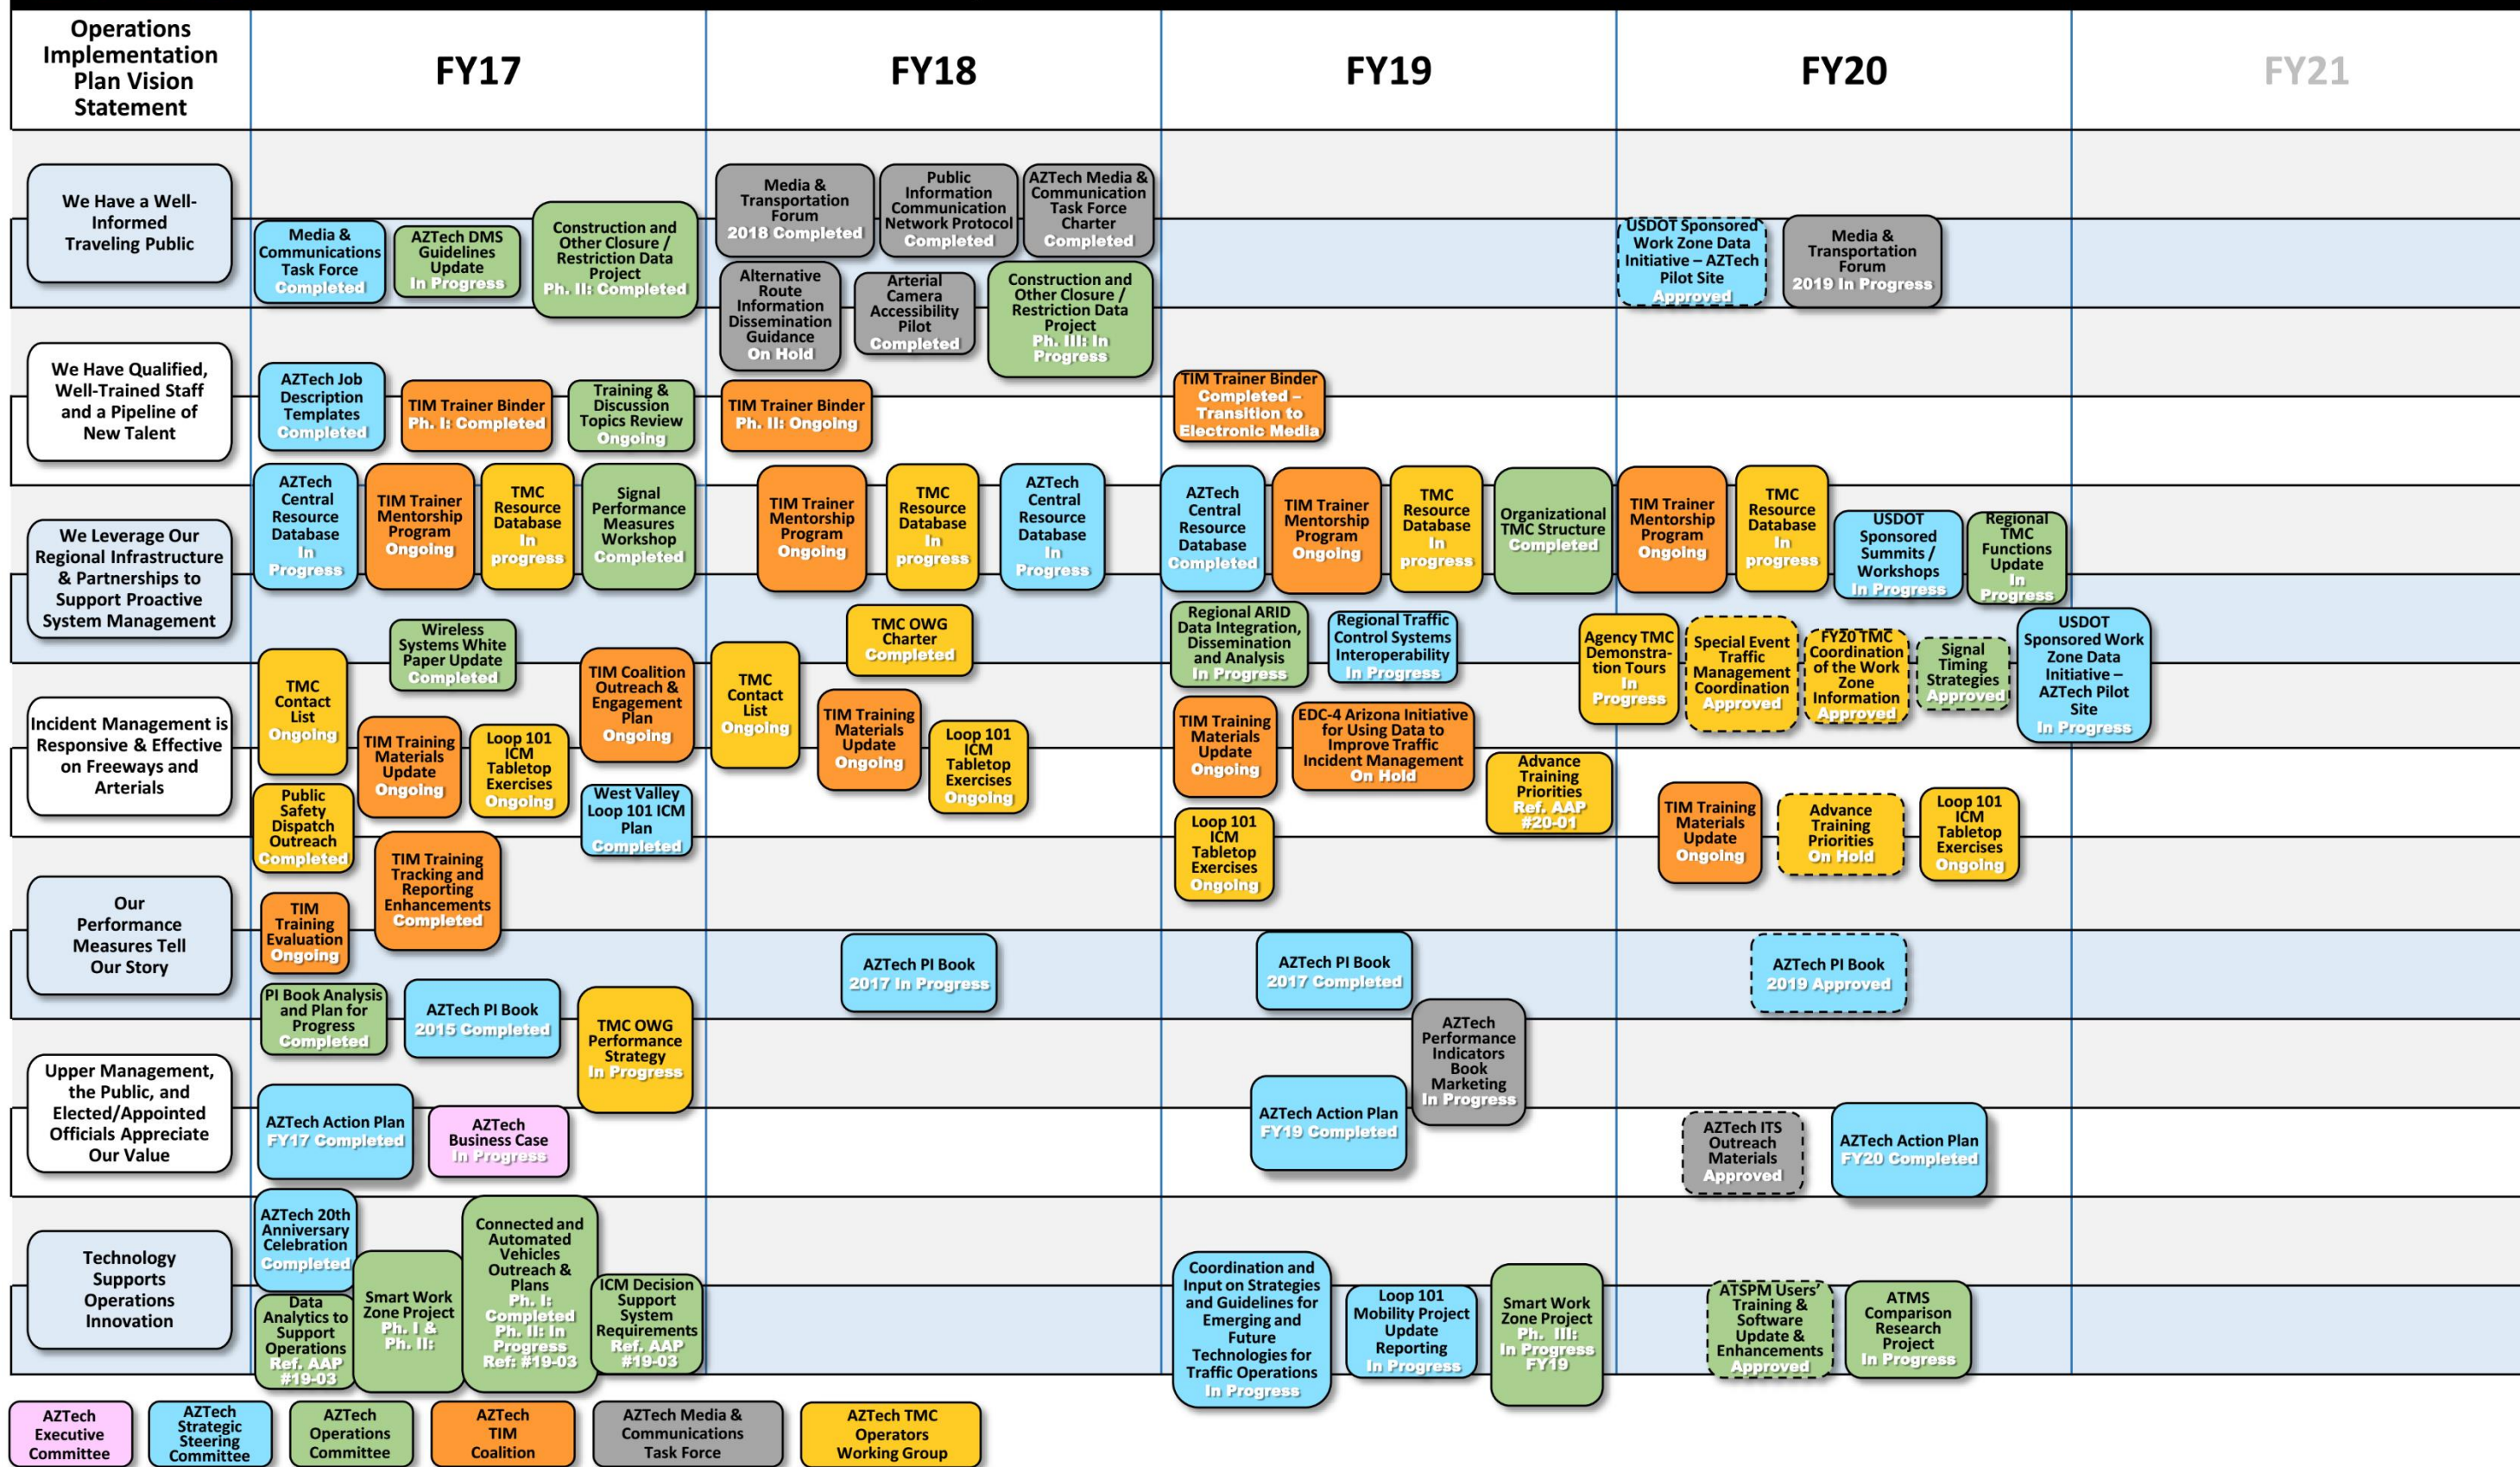 Operations
Implementation
Plan Vision
Statement
FY17
FY18
FY19
FY20
FY21
We Have a Well-
Informed
Traveling Public
Media &
Communications
Task Force
Completed
AZTech DMS
Guidelines
Update
In Progress
Construction and
Other Closure /
Restriction Data
Project
Ph. II: Completed
Media &
Transportation
Forum
2018 Completed
Public
Information
Communication
Network Protocol
Completed
AZTech Media &
Communication
Task Force
Charter
Completed
Alternative
Route
Information
Dissemination
Guidance
On Hold
Arterial
Camera
Accessibility
Pilot
Completed
Construction and
Other Closure /
Restriction Data
Project
Ph. III: In
Progress
USDOT Sponsored
Work Zone Data
Initiative – AZTech
Pilot Site
Approved
Media &
Transportation
Forum
2019 In Progress
We Have Qualified,
Well-Trained Staff
and a Pipeline of
New Talent
AZTech Job
Description
Templates
Completed
TIM Trainer Binder
Ph. I: Completed
Training &
Discussion
Topics Review
Ongoing
TIM Trainer Binder
Ph. II: Ongoing
TIM Trainer Binder
Completed –
Transition to
Electronic Media
AZTech
Central
Resource
Database
In
Progress
TIM Trainer
Mentorship
Program
Ongoing
TMC
Resource
Database
In
progress
Signal
Performance
Measures
Workshop
Completed
TIM Trainer
Mentorship
Program
Ongoing
TMC
Resource
Database
In
progress
AZTech
Central
Resource
Database
In
Progress
AZTech
Central
Resource
Database
Completed
TIM Trainer
Mentorship
Program
Ongoing
TMC
Resource
Database
In
progress
Organizational
TMC Structure
Completed
TIM Trainer
Mentorship
Program
Ongoing
TMC
Resource
Database
In
progress
USDOT
Sponsored
Summits /
Workshops
In Progress
Regional
TMC
Functions
Update
In
Progress
We Leverage Our
Regional Infrastructure
& Partnerships to
Support Proactive
System Management
Wireless
Systems White
Paper Update
Completed
TMC OWG
Charter
Completed
Regional ARID
Data Integration,
Dissemination
and Analysis
In Progress
Regional Traffic
Control Systems
Interoperability
In Progress
Agency TMC
Demonstra-
tion Tours
In
Progress
Special Event
Traffic
Management
Coordination
Approved
FY20 TMC
Coordination
of the Work
Zone
Information
Approved
Signal
Timing
Strategies
Approved
USDOT
Sponsored Work
Zone Data
Initiative –
AZTech Pilot
Site
In Progress
Incident Management is
Responsive & Effective
on Freeways and
Arterials
TMC
Contact
List
Ongoing
TIM Training
Materials
Update
Ongoing
Loop 101
ICM
Tabletop
Exercises
Ongoing
TIM Coalition
Outreach &
Engagement
Plan
Ongoing
TMC
Contact
List
Ongoing
TIM Training
Materials
Update
Ongoing
Loop 101
ICM
Tabletop
Exercises
Ongoing
TIM Training
Materials
Update
Ongoing
EDC-4 Arizona Initiative
for Using Data to
Improve Traffic
Incident Management
On Hold
Advance
Training
Priorities
Ref. AAP
#20-01
Public
Safety
Dispatch
Outreach
Completed
West Valley
Loop 101 ICM
Plan
Completed
Loop 101
ICM
Tabletop
Exercises
Ongoing
TIM Training
Materials
Update
Ongoing
Advance
Training
Priorities
On Hold
Loop 101
ICM
Tabletop
Exercises
Ongoing
Our
Performance
Measures Tell
Our Story
TIM
Training
Evaluation
Ongoing
TIM Training
Tracking and
Reporting
Enhancements
Completed
AZTech PI Book
2017 In Progress
AZTech PI Book
2017 Completed
AZTech PI Book
2019 Approved
PI Book Analysis
and Plan for
Progress
Completed
AZTech PI Book
2015 Completed
TMC OWG
Performance
Strategy
In Progress
AZTech
Performance
Indicators
Book
Marketing
In Progress
Upper Management,
the Public, and
Elected/Appointed
Officials Appreciate
Our Value
AZTech Action Plan
FY17 Completed
AZTech
Business Case
In Progress
AZTech Action Plan
FY19 Completed
AZTech ITS
Outreach
Materials
Approved
AZTech Action Plan
FY20 Completed
Technology
Supports
Operations
Innovation
AZTech 20th
Anniversary
Celebration
Completed
Data
Analytics to
Support
Operations
Ref. AAP
#19-03
Smart Work
Zone Project
Ph. I &
Ph. II:
Connected and
Automated
Vehicles
Outreach &
Plans
Ph. I:
Completed
Ph. II: In
Progress
Ref: #19-03
ICM Decision
Support
System
Requirements
Ref. AAP
#19-03
Coordination and
Input on Strategies
and Guidelines for
Emerging and
Future
Technologies for
Traffic Operations
In Progress
Loop 101
Mobility Project
Update
Reporting
In Progress
Smart Work
Zone Project
Ph. III:
In Progress
FY19
ATSPM Users'
Training &
Software
Update &
Enhancements
Approved
ATMS
Comparison
Research
Project
In Progress
AZTech
Executive
Committee
AZTech
Strategic
Steering
Committee
AZTech
Operations
Committee
AZTech
TIM
Coalition
AZTech Media &
Communications
Task Force
AZTech TMC
Operators
Working Group